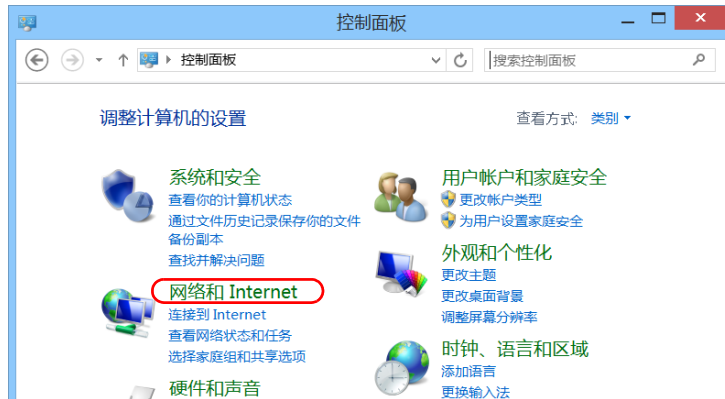 控制面板
控制面板
搜索控制面板
调整计算机的设置
查看方式: 类别
系统和安全
查看你的计算机状态
通过文件历史记录保存你的文件
备份副本
查找并解决问题
网络和 Internet
连接到 Internet
查看网络状态和任务
选择家庭组和共享选项
硬件和声音
用户帐户和家庭安全
更改帐户类型
为用户设置家庭安全
外观和个性化
更改主题
更改桌面背景
调整屏幕分辨率
时钟、语言和区域
添加语言
更换输入法